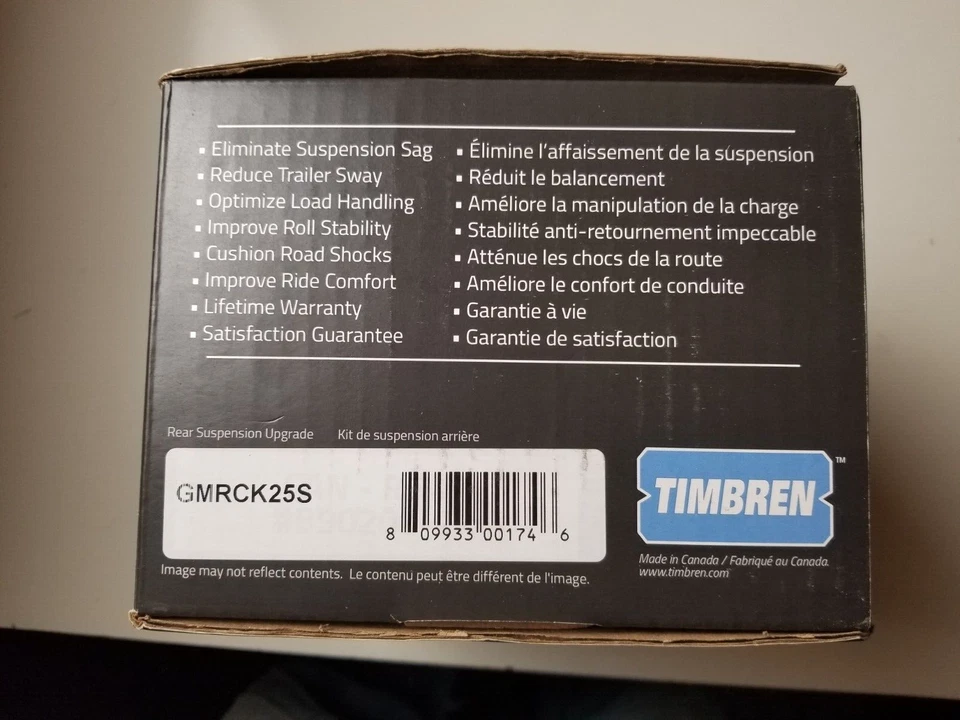 ▪ Eliminate Suspension Sag
▪ Reduce Trailer Sway
▪ Optimize Load Handling
▪ Improve Roll Stability
▪ Cushion Road Shocks
▪ Improve Ride Comfort
▪ Lifetime Warranty
▪ Satisfaction Guarantee
▪ Élimine l'affaissement de la suspension
▪ Réduit le balancement
▪ Améliore la manipulation de la charge
▪ Stabilité anti-retournement impeccable
▪ Atténue les chocs de la route
▪ Améliore le confort de conduite
▪ Garantie à vie
▪ Garantie de satisfaction
Rear Suspension Upgrade Kit de suspension arrière
GMRCK25S
8 09933 00174 6
TIMBREN™
Made in Canada / Fabriqué au Canada.
www.timbren.com
Image may not reflect contents. Le contenu peut être différent de l'image.